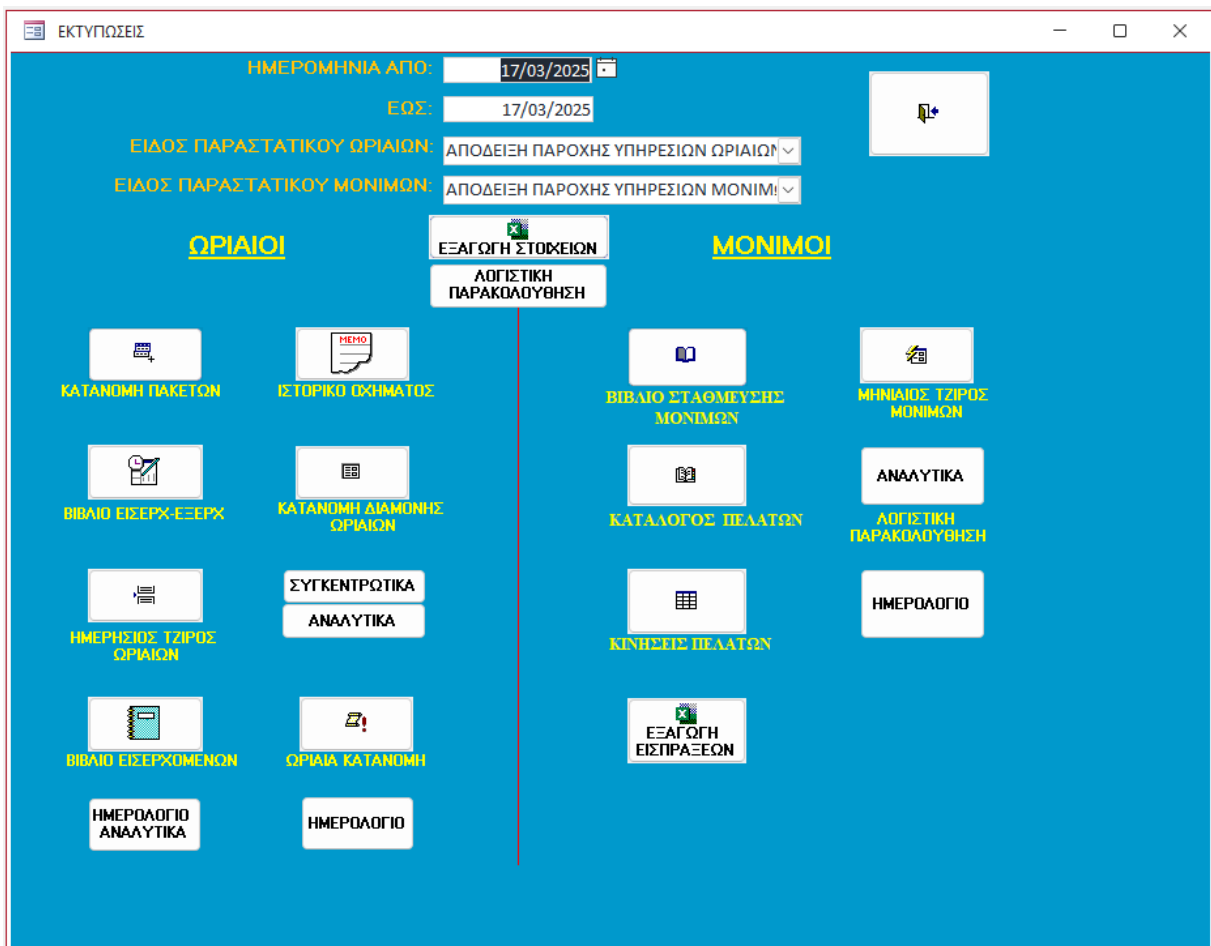 ΕΚΤΥΠΩΣΕΙΣ
ΗΜΕΡΟΜΗΝΙΑ ΑΠΟ: 17/03/2025
ΕΩΣ: 17/03/2025
ΕΙΔΟΣ ΠΑΡΑΣΤΑΤΙΚΟΥ ΩΡΙΑΙΩΝ: ΑΠΟΔΕΙΞΗ ΠΑΡΟΧΗΣ ΥΠΗΡΕΣΙΩΝ ΩΡΙΑΙΩΝ
ΕΙΔΟΣ ΠΑΡΑΣΤΑΤΙΚΟΥ ΜΟΝΙΜΩΝ: ΑΠΟΔΕΙΞΗ ΠΑΡΟΧΗΣ ΥΠΗΡΕΣΙΩΝ ΜΟΝΙΜ
ΩΡΙΑΙΟΙ
ΕΞΑΓΩΓΗ ΣΤΟΙΧΕΙΩΝ
ΜΟΝΙΜΟΙ
ΛΟΓΙΣΤΙΚΗ
ΠΑΡΑΚΟΛΟΥΘΗΣΗ
ΚΑΤΑΝΟΜΗ ΠΑΚΕΤΩΝ
MEMO
ΙΣΤΟΡΙΚΟ ΟΧΗΜΑΤΟΣ
ΒΙΒΛΙΟ ΕΙΣΕΡΧ-ΕΞΕΡΧ
ΚΑΤΑΝΟΜΗ ΔΙΑΜΟΝΗΣ
ΩΡΙΑΙΩΝ
ΗΜΕΡΗΣΙΟΣ ΤΖΙΡΟΣ
ΩΡΙΑΙΩΝ
ΣΥΓΚΕΝΤΡΩΤΙΚΑ
ΑΝΑΛΥΤΙΚΑ
ΒΙΒΛΙΟ ΕΙΣΕΡΧΟΜΕΝΩΝ
ΩΡΙΑΙΑ ΚΑΤΑΝΟΜΗ
ΗΜΕΡΟΛΟΓΙΟ
ΑΝΑΛΥΤΙΚΑ
ΗΜΕΡΟΛΟΓΙΟ
ΒΙΒΛΙΟ ΣΤΑΘΜΕΥΣΗΣ
ΜΟΝΙΜΩΝ
ΜΗΝΙΑΙΟΣ ΤΖΙΡΟΣ
ΜΟΝΙΜΩΝ
ΚΑΤΑΛΟΓΟΣ ΠΕΛΑΤΩΝ
ΑΝΑΛΥΤΙΚΑ
ΛΟΓΙΣΤΙΚΗ
ΠΑΡΑΚΟΛΟΥΘΗΣΗ
ΚΙΝΗΣΕΙΣ ΠΕΛΑΤΩΝ
ΗΜΕΡΟΛΟΓΙΟ
ΕΞΑΓΩΓΗ
ΕΙΣΠΡΑΞΕΩΝ